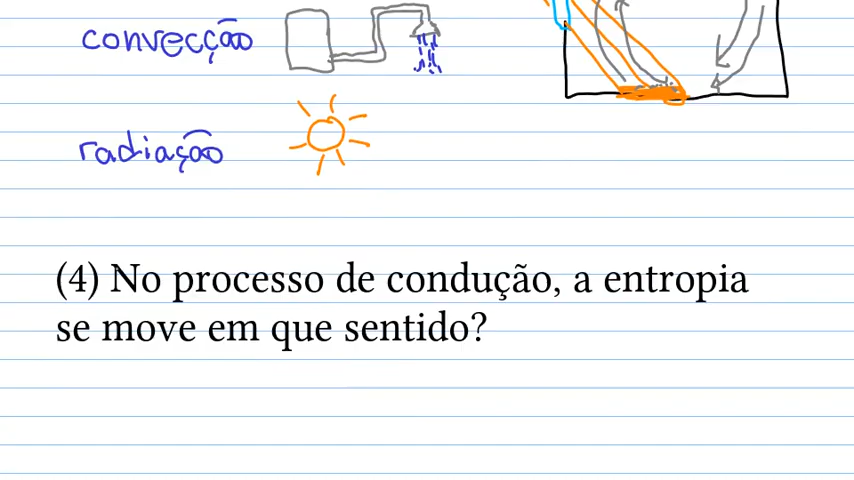 convecção
radiação
(4) No processo de condução, a entropia
se move em que sentido?